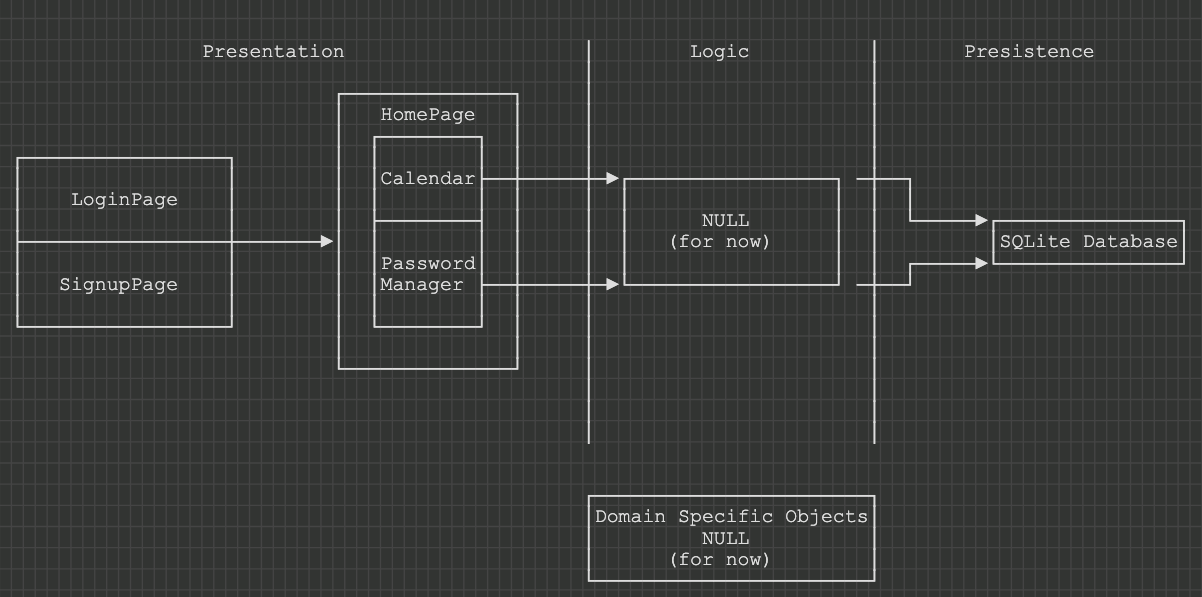 Presentation
Logic
Presistence
HomePage
LoginPage
SignupPage
Calendar
Password
Manager
NULL
(for now)
SQLite Database
Domain Specific Objects
NULL
(for now)